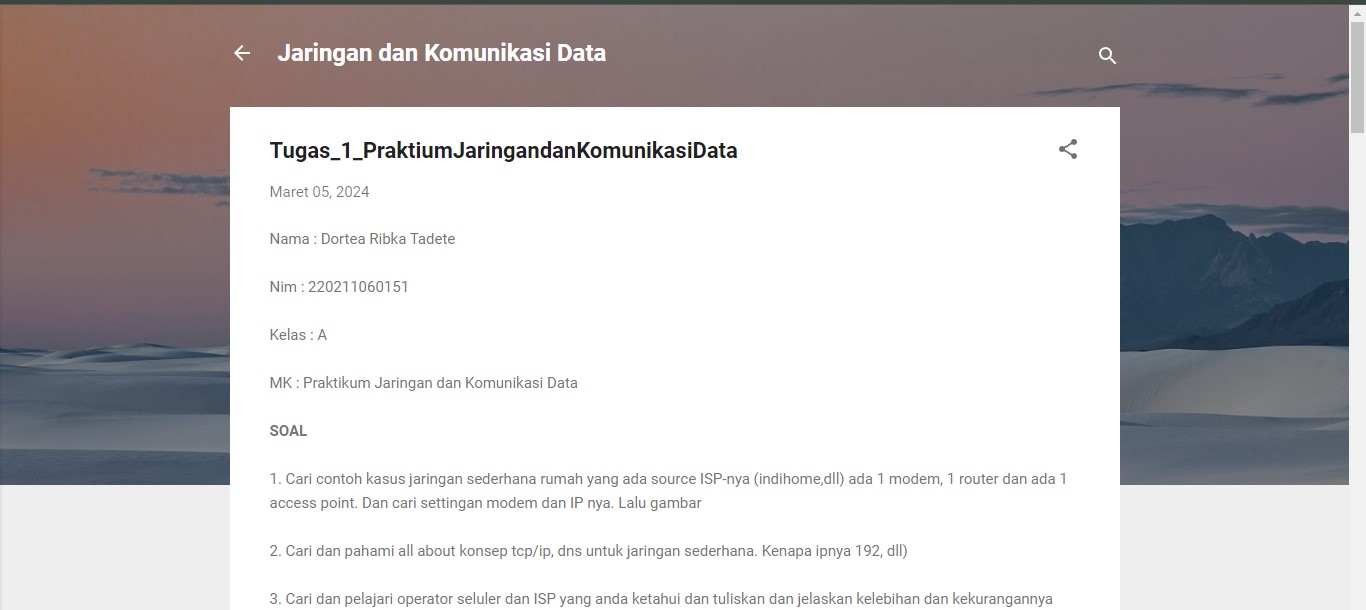 Jaringan dan Komunikasi Data
Tugas_1_PraktiumJaringandanKomunikasiData
Maret 05, 2024
Nama : Dortea Ribka Tadete
Nim : 220211060151
Kelas : A
MK : Praktikum Jaringan dan Komunikasi Data
SOAL
1. Cari contoh kasus jaringan sederhana rumah yang ada source ISP-nya (indihome,dll) ada 1 modem, 1 router dan ada 1
access point. Dan cari settingan modem dan IP nya. Lalu gambar
2. Cari dan pahami all about konsep tcp/ip, dns untuk jaringan sederhana. Kenapa ipnya 192, dll)
3. Cari dan pelajari operator seluler dan ISP yang anda ketahui dan tuliskan dan jelaskan kelebihan dan kekurangannya